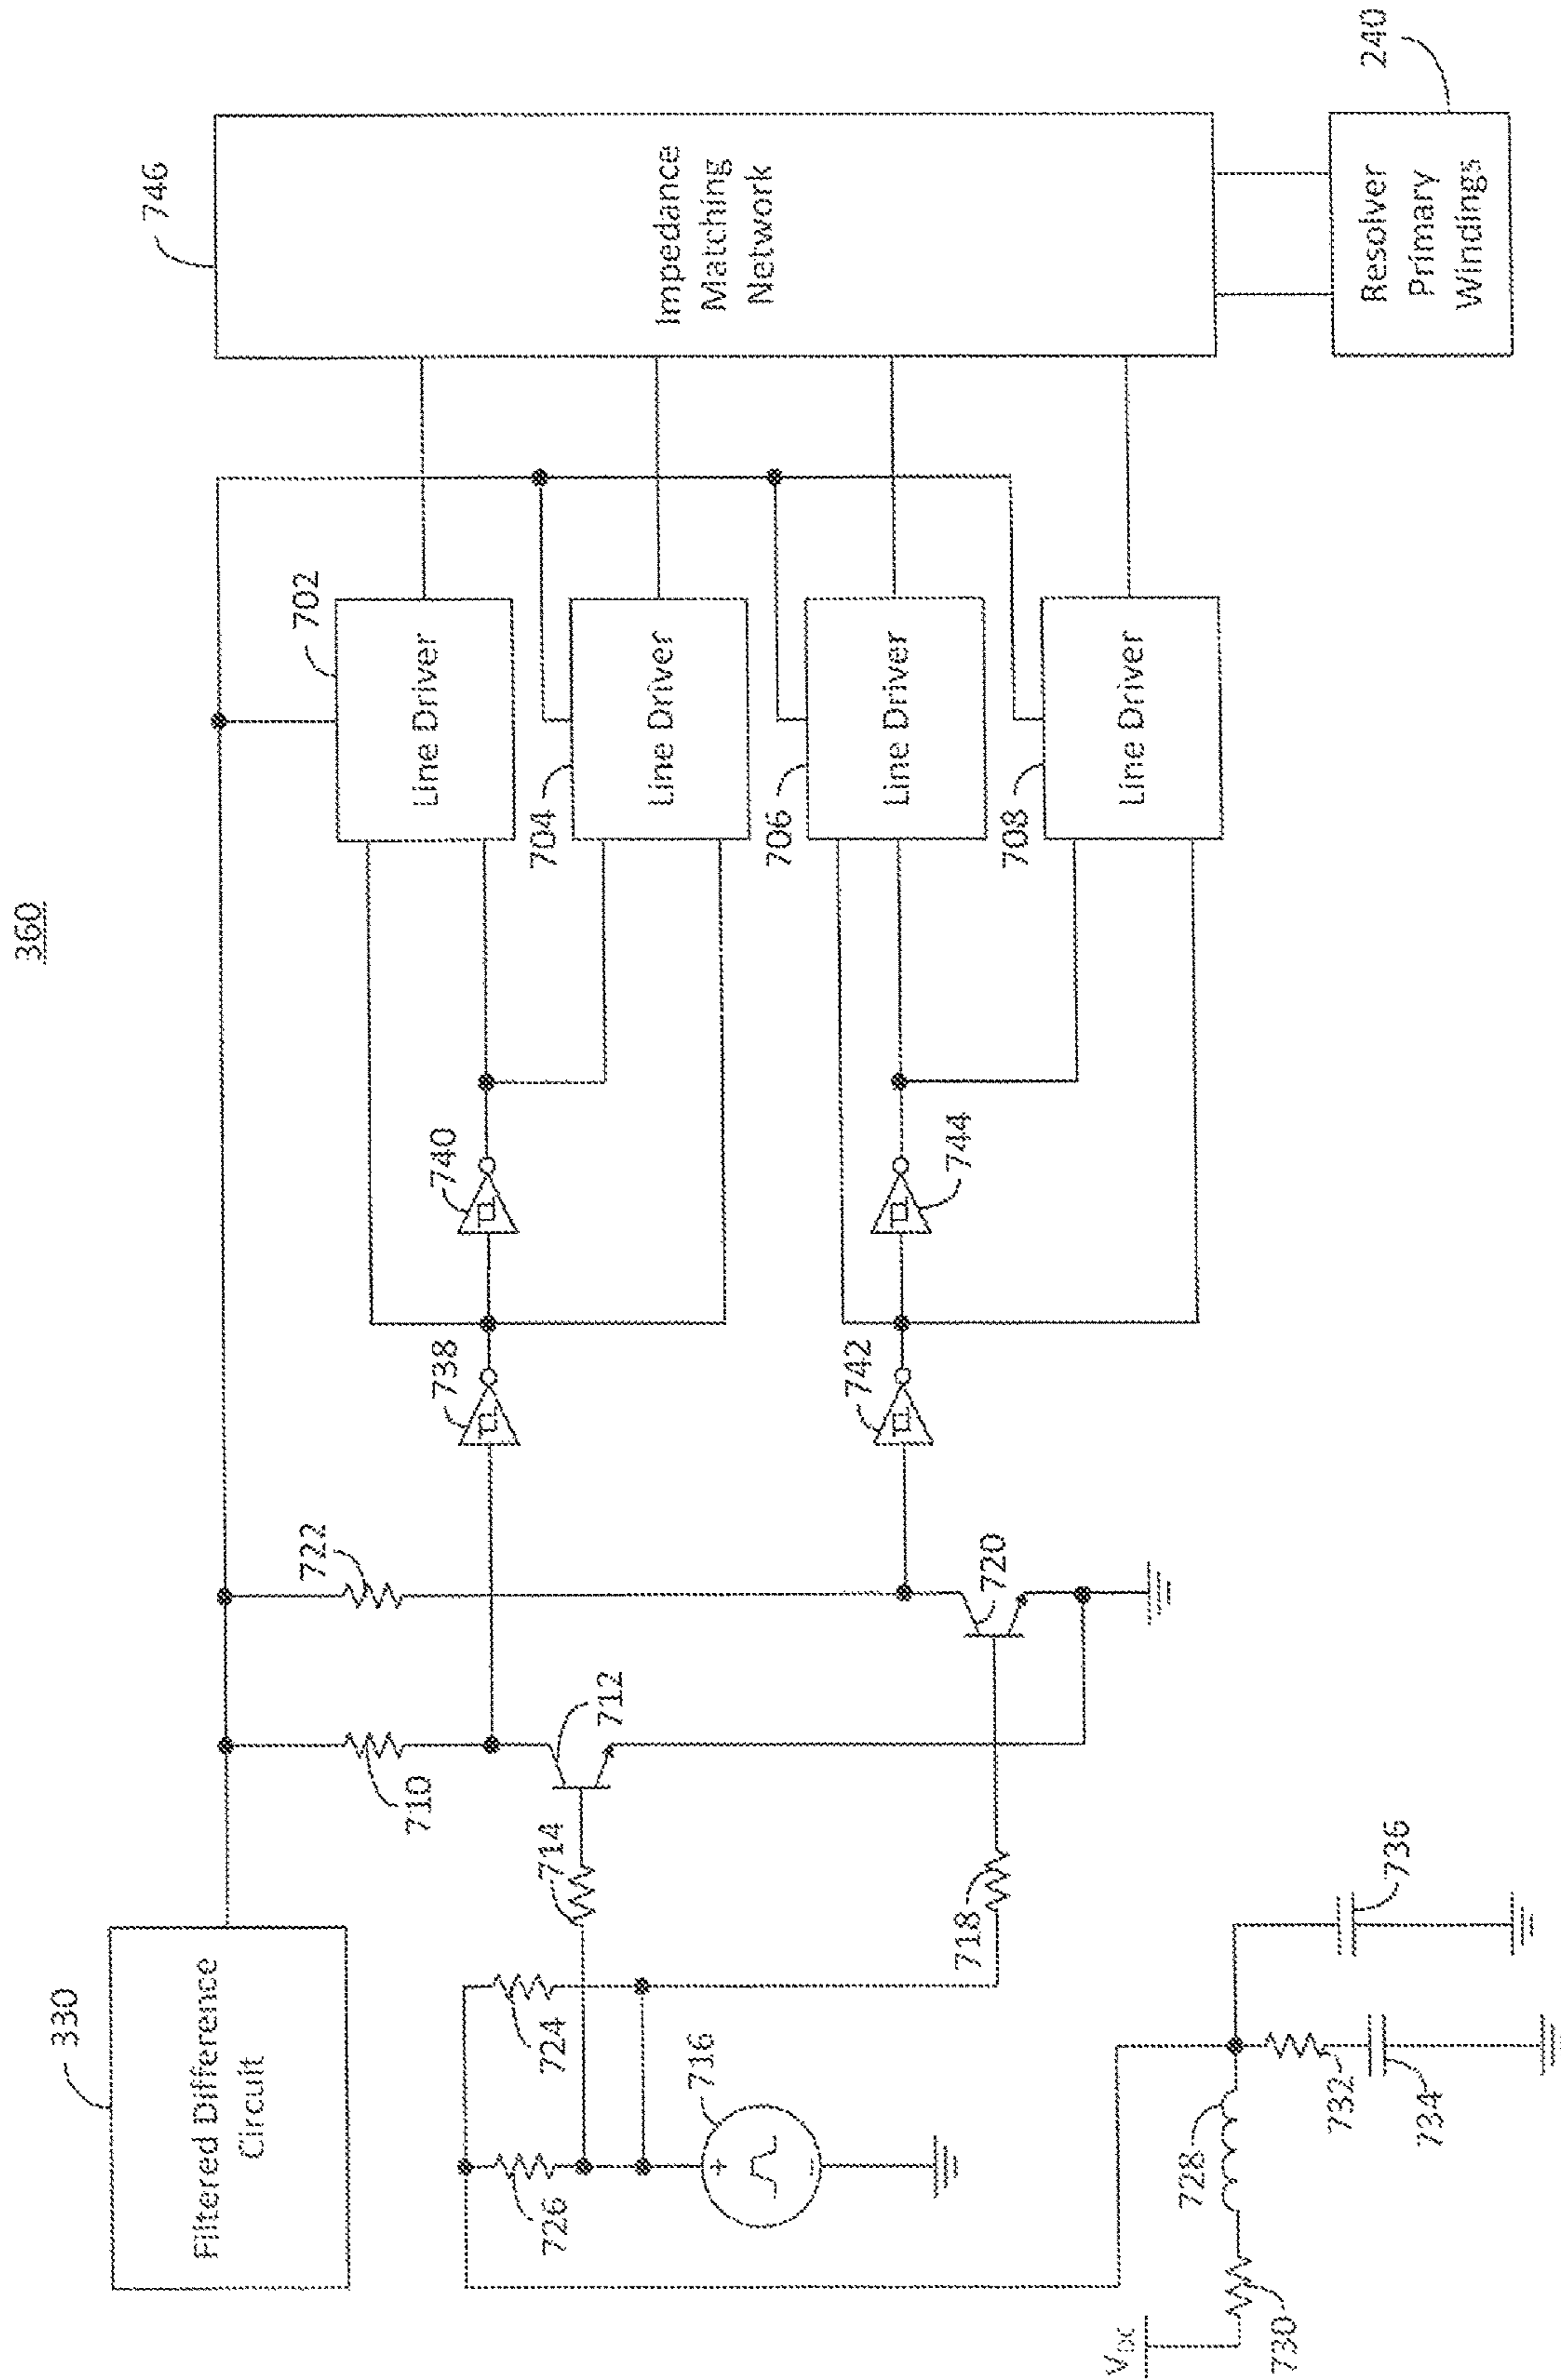 360
330
Filtered Difference
Circuit
710
722
738
740
702
Line Driver
746
Impedance
Matching
Network
712
714
704
Line Driver
726
724
716
+
-
742
744
706
Line Driver
720
718
708
Line Driver
728
730
732
734
736
VDC
Resolver
Primary
Windings
240